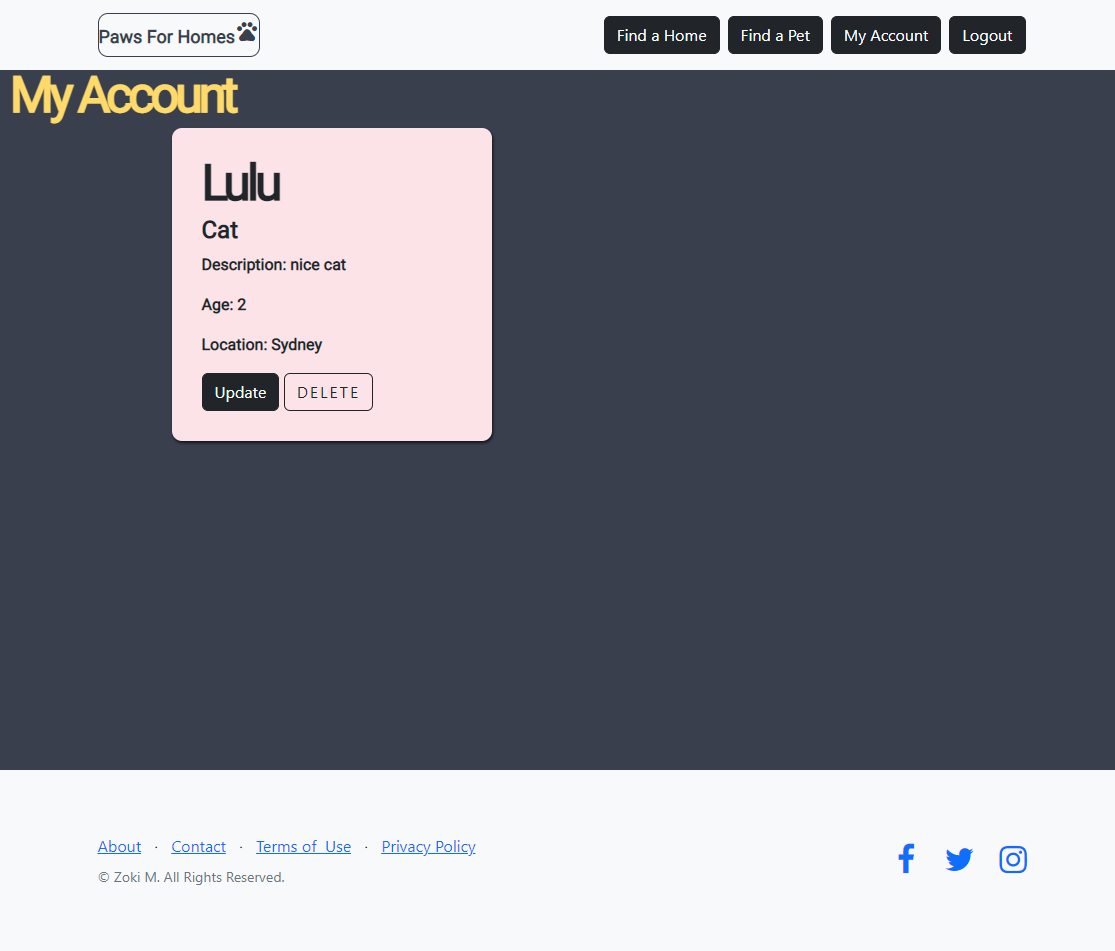 Paws For Homes
Find a Home Find a Pet My Account Logout
My Account
Lulu
Cat
Description: nice cat
Age: 2
Location: Sydney
Update DELETE
About · Contact · Terms of Use · Privacy Policy
© Zoki M. All Rights Reserved.